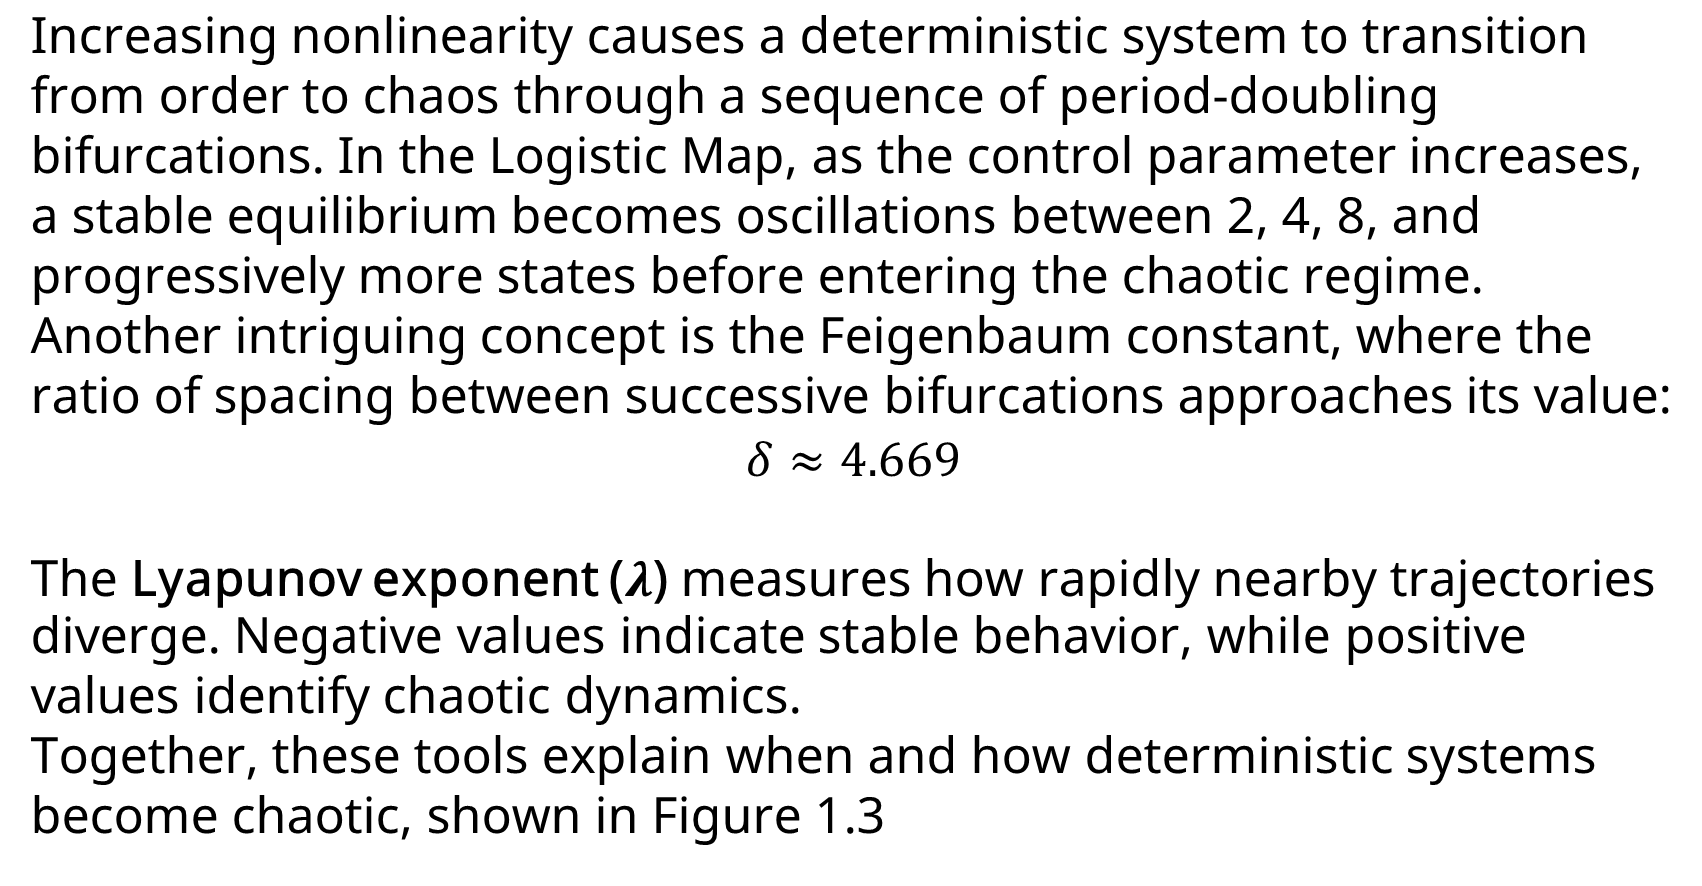 Increasing nonlinearity causes a deterministic system to transition
from order to chaos through a sequence of period-doubling
bifurcations. In the Logistic Map, as the control parameter increases,
a stable equilibrium becomes oscillations between 2, 4, 8, and
progressively more states before entering the chaotic regime.
Another intriguing concept is the Feigenbaum constant, where the
ratio of spacing between successive bifurcations approaches its value:
δ ≈ 4.669
The Lyapunov exponent (λ) measures how rapidly nearby trajectories
diverge. Negative values indicate stable behavior, while positive
values identify chaotic dynamics.
Together, these tools explain when and how deterministic systems
become chaotic, shown in Figure 1.3